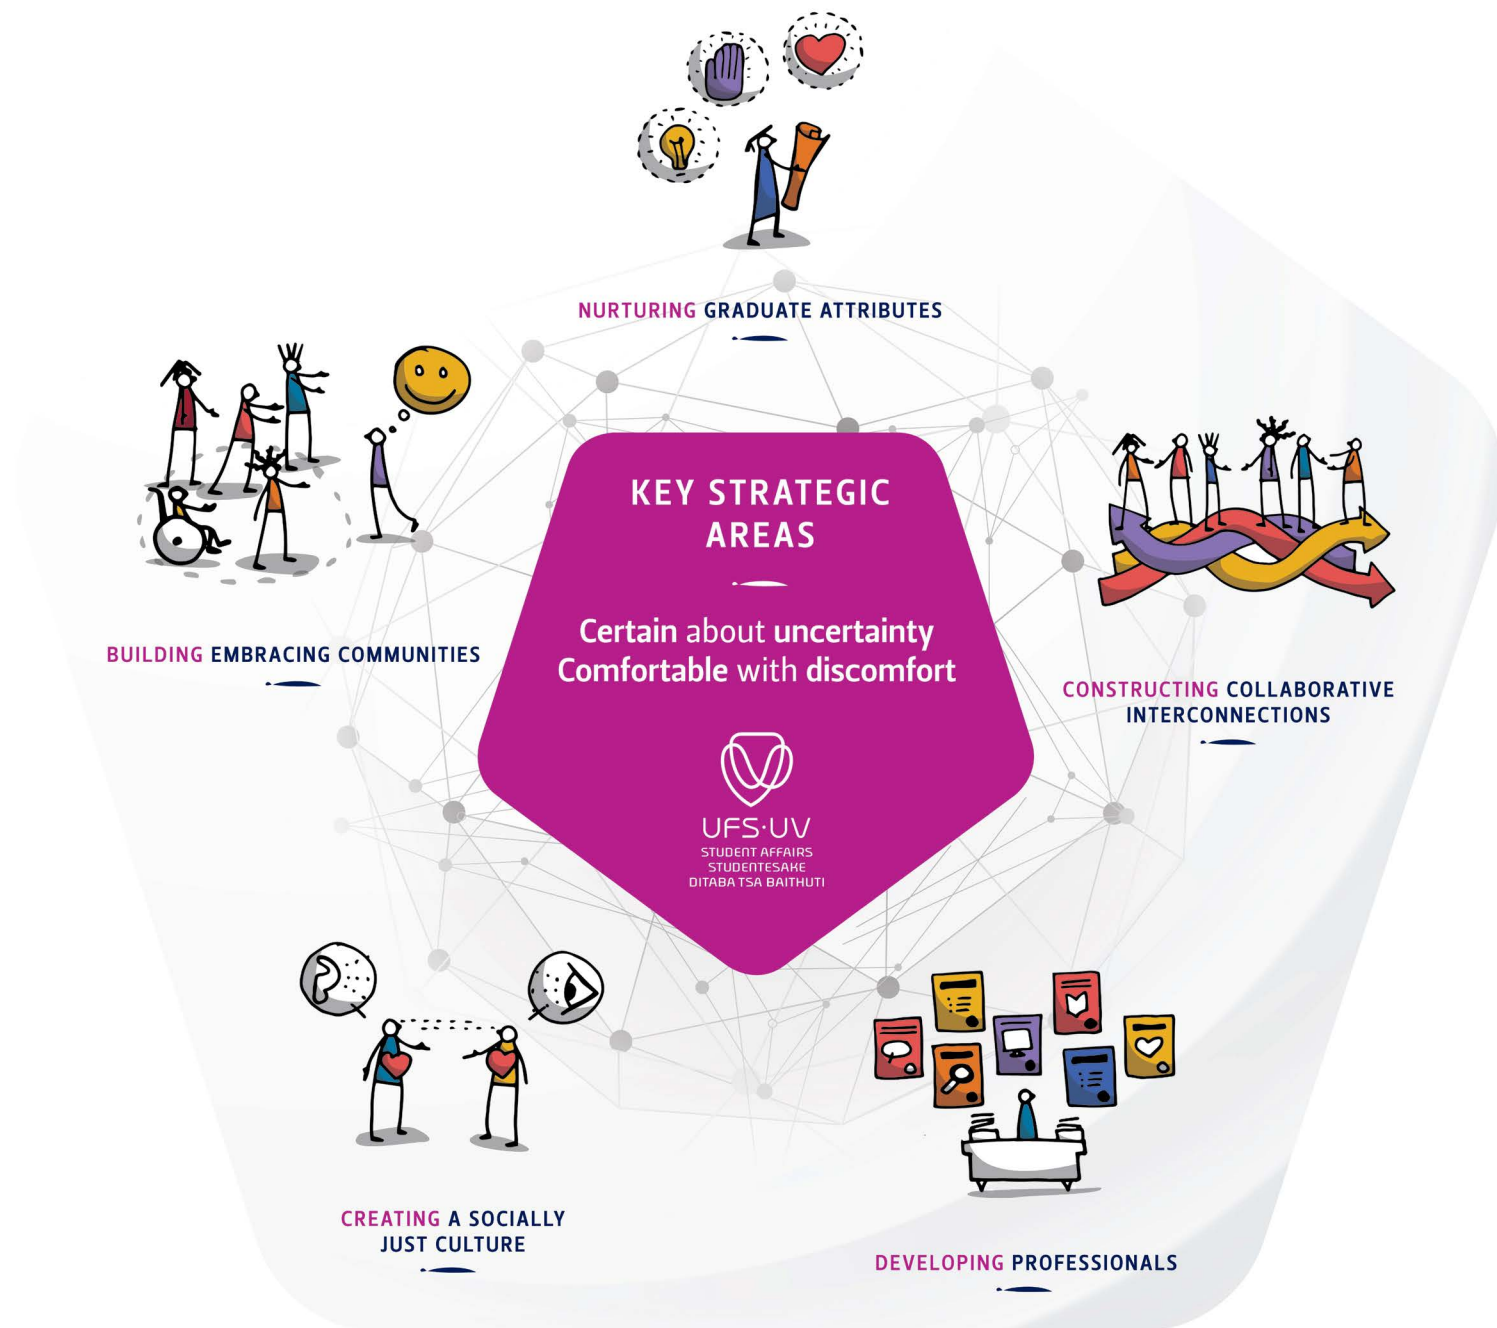 NURTURING GRADUATE ATTRIBUTES
BUILDING EMBRACING COMMUNITIES
KEY STRATEGIC
AREAS
Certain about uncertainty
Comfortable with discomfort
UFS·UV
STUDENT AFFAIRS
STUDENTESAKE
DITABA TSA BAITHUTI
CONSTRUCTING COLLABORATIVE
INTERCONNECTIONS
CREATING A SOCIALLY
JUST CULTURE
DEVELOPING PROFESSIONALS